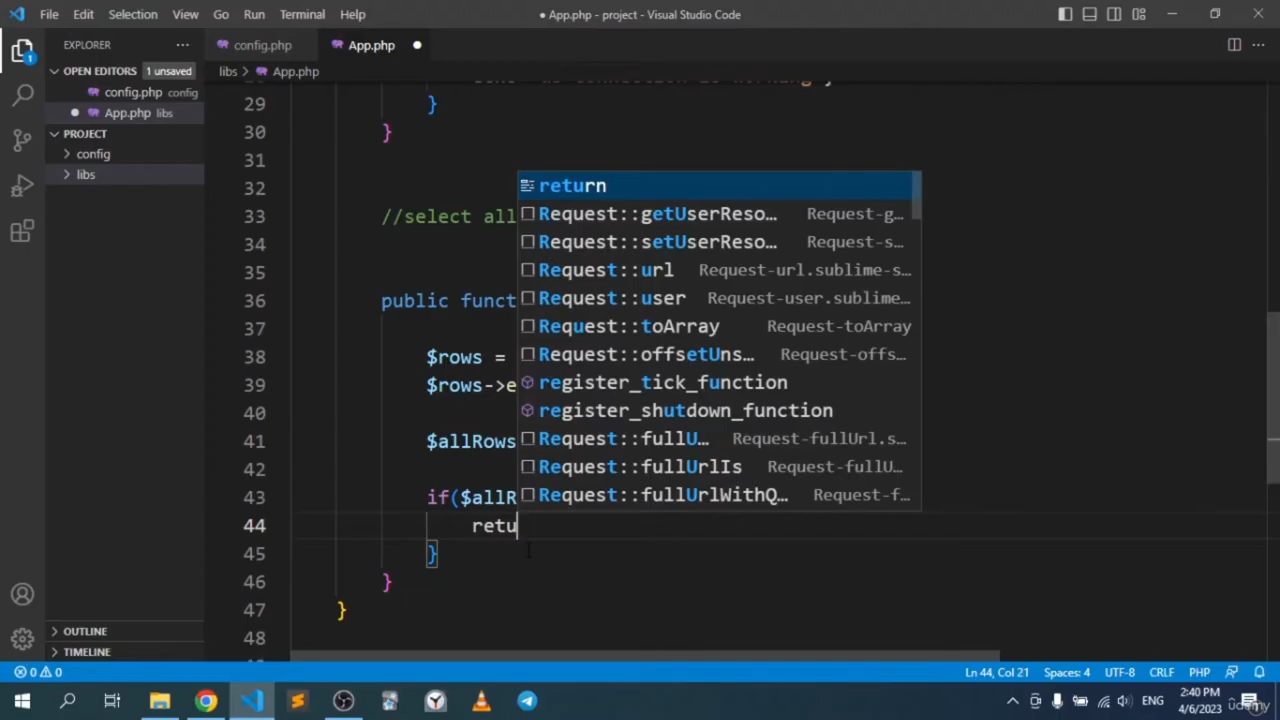 File Edit Selection View Go Run Terminal Help
● App.php - project - Visual Studio Code
EXPLORER ···
config.php App.php
OPEN EDITORS 1 unsaved
config.php config
App.php libs
PROJECT
config
libs
OUTLINE
TIMELINE
libs > App.php
29 }
30 }
31
32
33 //select all
34
35
36 public funct
37
38 $rows =
39 $rows->e
40
41 $allRows
42
43 if($allR
44 retu
45 }
46 }
47 }
48
return
Request::getUserReso… Request-g…
Request::setUserReso… Request-s…
Request::url Request-url.sublime-s…
Request::user Request-user.sublime…
Request::toArray Request-toArray
Request::offsetUns… Request-offs…
register_tick_function
register_shutdown_function
Request::fullU… Request-fullUrl.s…
Request::fullUrlIs Request-fullU…
Request::fullUrlWithQ… Request-f…
0 0 Ln 44, Col 21 Spaces: 4 UTF-8 CRLF PHP
ENG 2:40 PM
4/6/2023
udemy